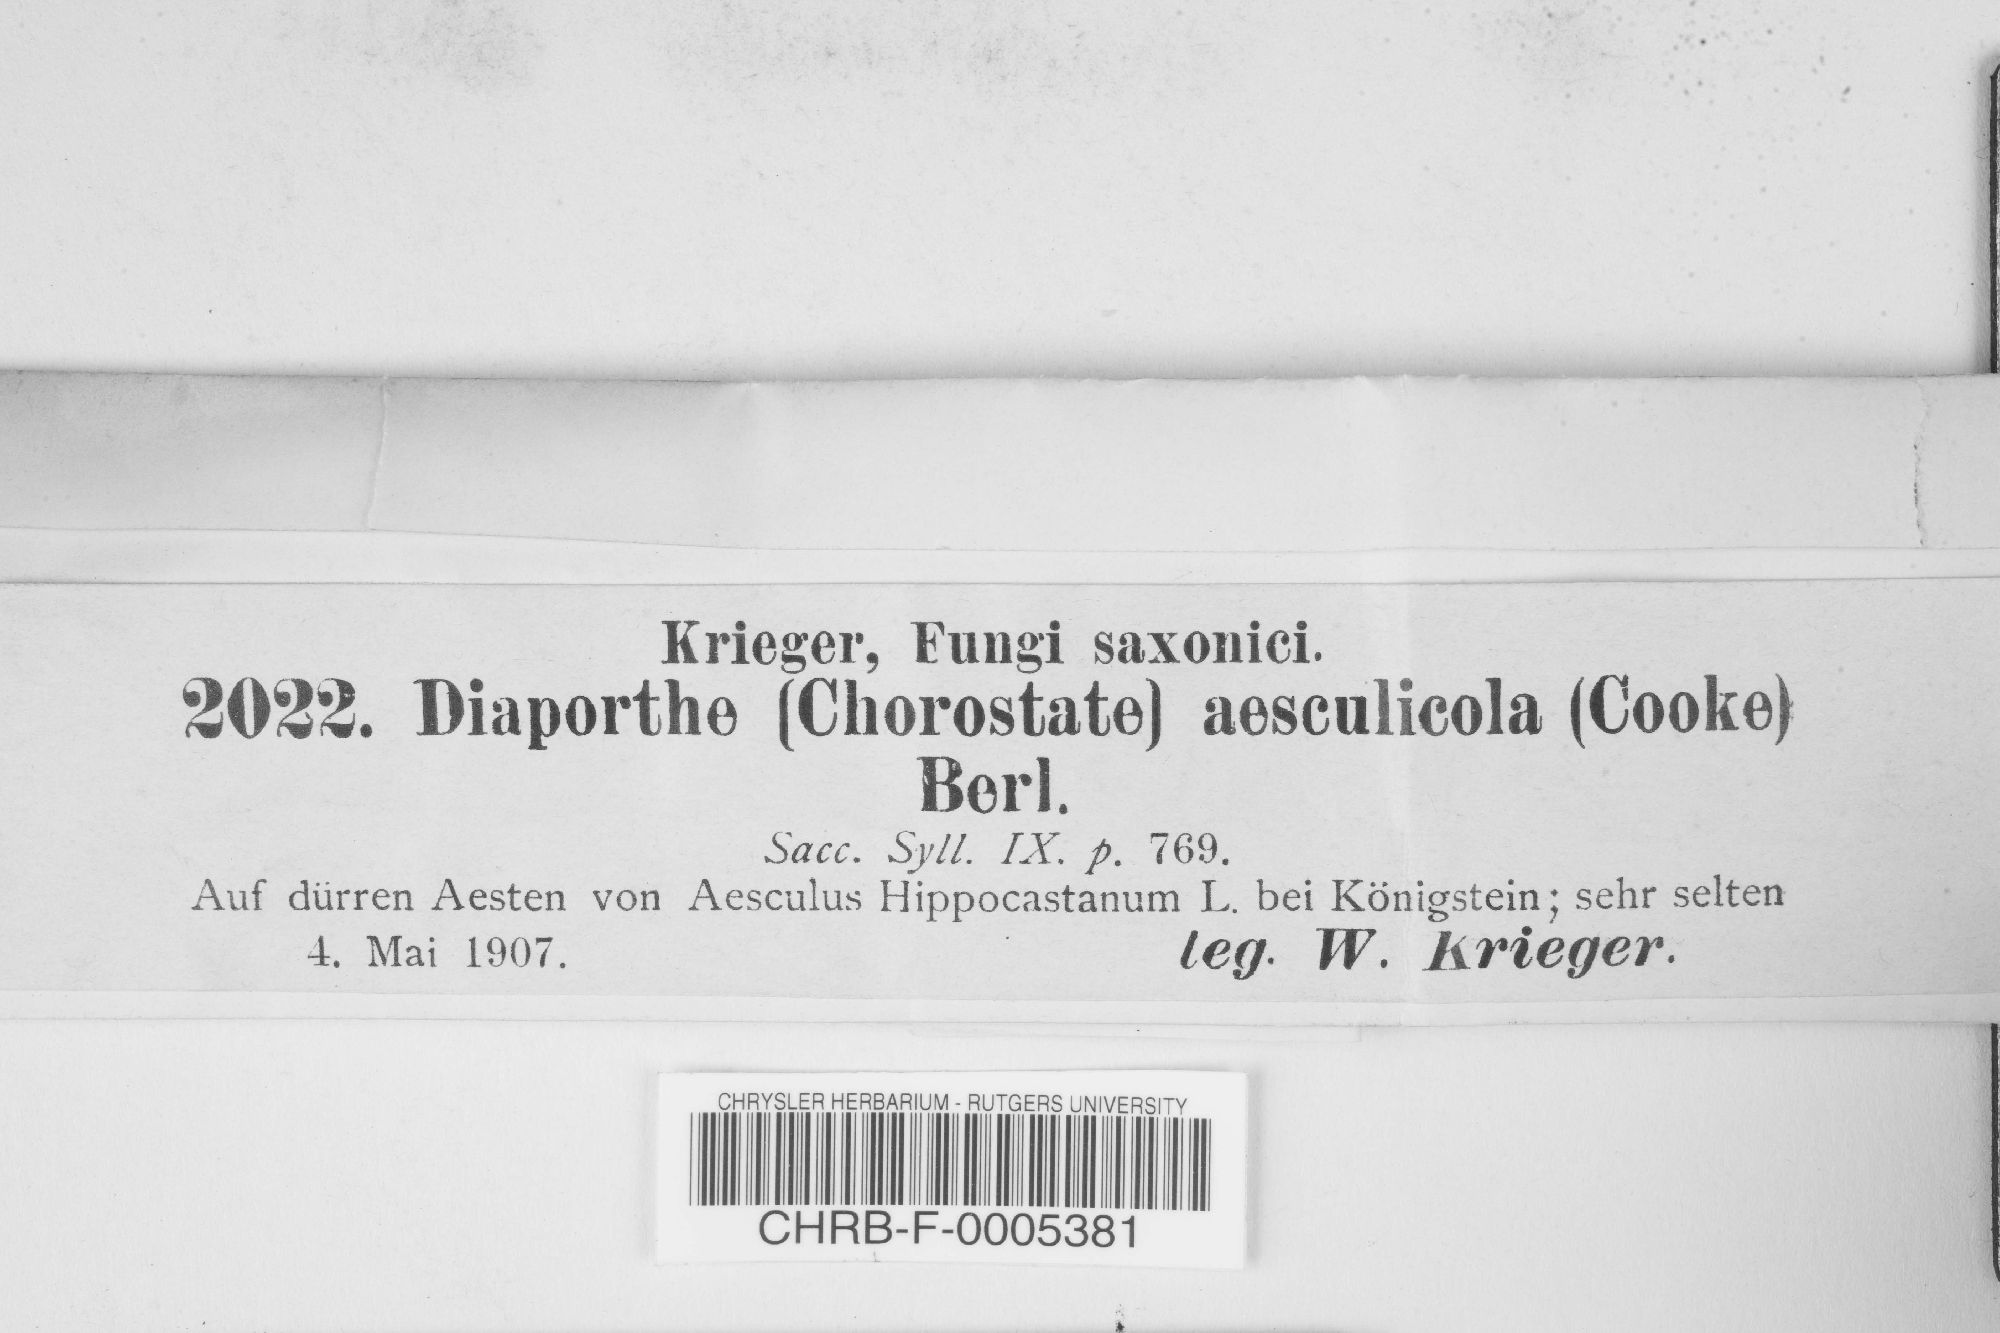 Krieger, Fungi saxonici.
2022. Diaporthe (Chorostate) aesculicola (Cooke)
Berl.
Sacc. Syll. IX. p. 769.
Auf dürren Aesten von Aesculus Hippocastanum L. bei Königstein; sehr selten
4. Mai 1907. leg. W. Krieger.
CHRYSLER HERBARIUM - RUTGERS UNIVERSITY
CHRB-F-0005381